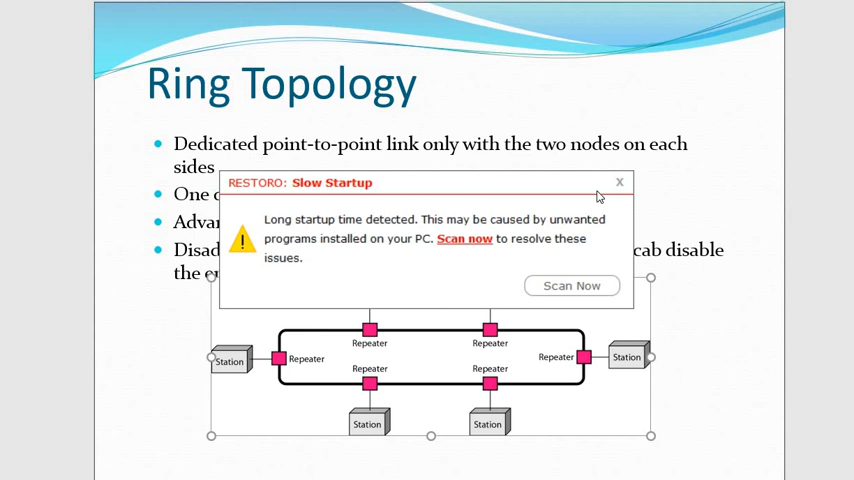 Ring Topology
Dedicated point-to-point link only with the two nodes on each
sides
RESTORO: Slow Startup X
One
Long startup time detected. This may be caused by unwanted
programs installed on your PC. Scan now to resolve these
issues.
cab disable
the
Scan Now
Repeater Repeater
Station Repeater Repeater Station
Repeater Repeater
Station Station